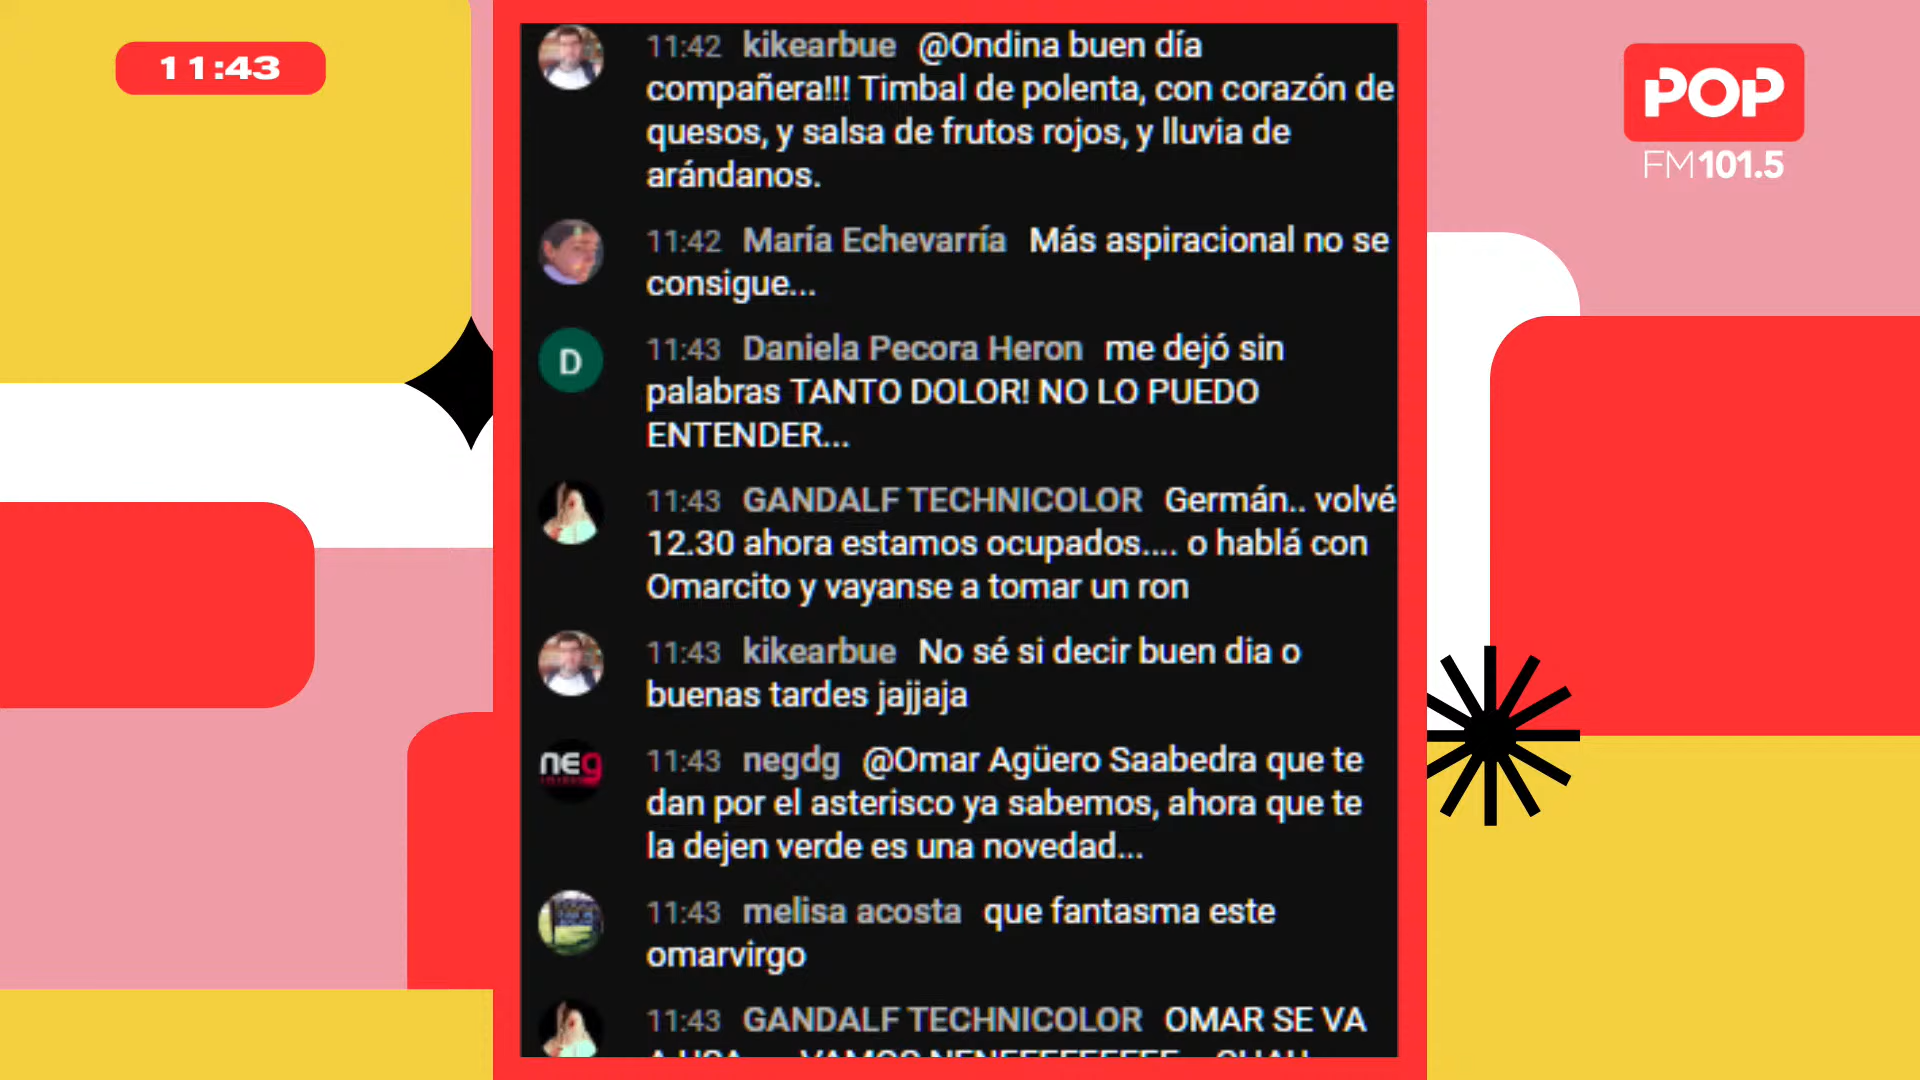 11:43
POP
FM101.5
11:42 kikearbue @Ondina buen día
compañera!!! Timbal de polenta, con corazón de
quesos, y salsa de frutos rojos, y lluvia de
arándanos.
11:42 María Echevarría Más aspiracional no se
consigue...
D
11:43 Daniela Pecora Heron me dejó sin
palabras TANTO DOLOR! NO LO PUEDO
ENTENDER...
11:43 GANDALF TECHNICOLOR Germán.. volvé
12.30 ahora estamos ocupados.... o hablá con
Omarcito y vayanse a tomar un ron
11:43 kikearbue No sé si decir buen dia o
buenas tardes jajjaja
neg
11:43 negdg @Omar Agüero Saabedra que te
dan por el asterisco ya sabemos, ahora que te
la dejen verde es una novedad...
11:43 melisa acosta que fantasma este
omarvirgo
11:43 GANDALF TECHNICOLOR OMAR SE VA